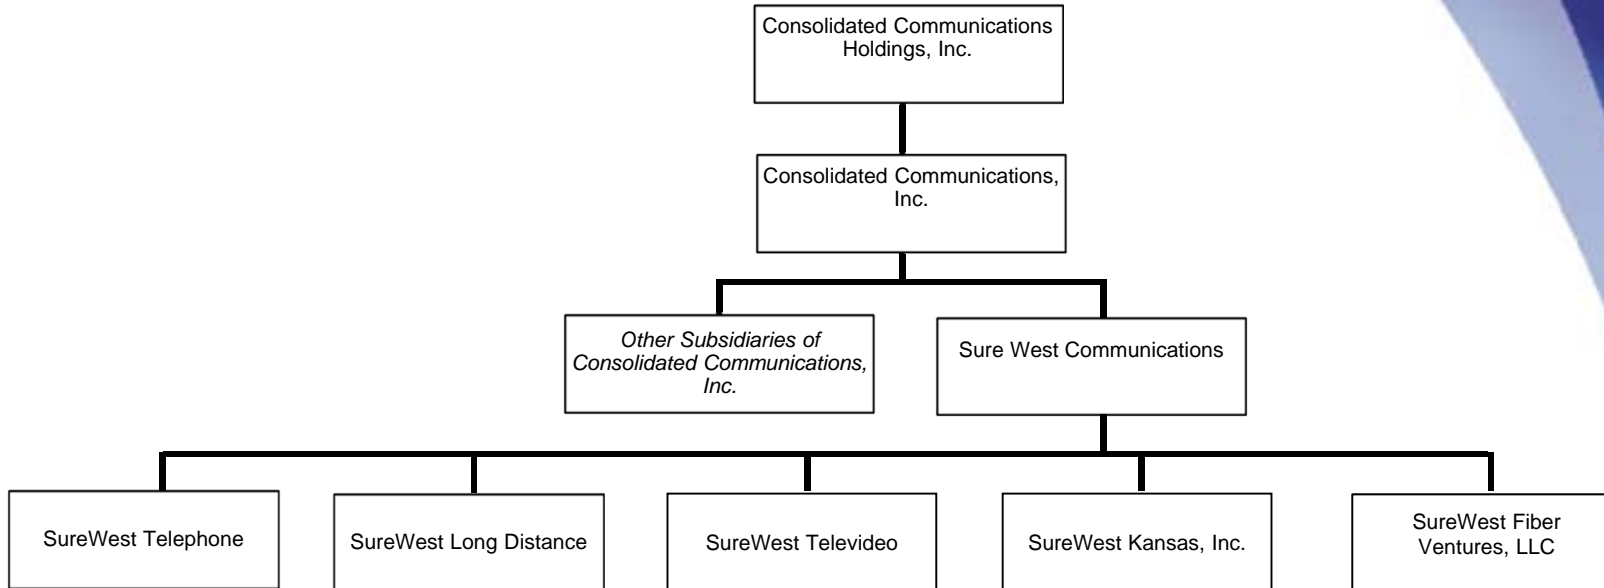 Consolidated Communications
Holdings, Inc.
Consolidated Communications,
Inc.
Other Subsidiaries of
Consolidated Communications,
Inc.
Sure West Communications
SureWest Telephone
SureWest Long Distance
SureWest Televideo
SureWest Kansas, Inc.
SureWest Fiber
Ventures, LLC